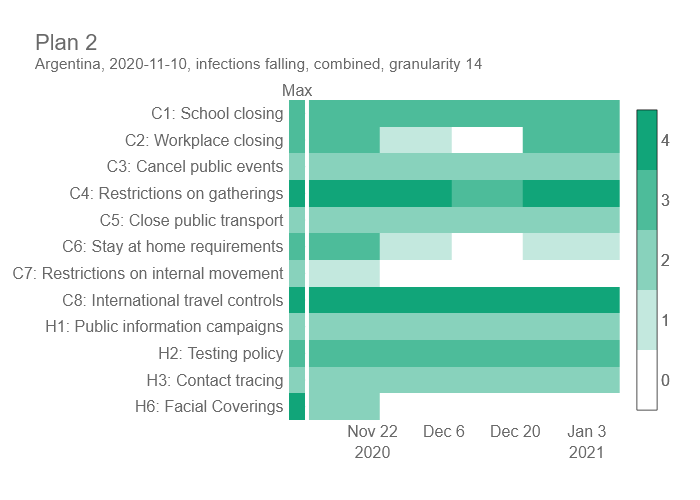 Plan 2
Argentina, 2020-11-10, infections falling, combined, granularity 14
Max
C1: School closing
C2: Workplace closing
C3: Cancel public events
C4: Restrictions on gatherings
C5: Close public transport
C6: Stay at home requirements
C7: Restrictions on internal movement
C8: International travel controls
H1: Public information campaigns
H2: Testing policy
H3: Contact tracing
H6: Facial Coverings
4
3
2
1
0
Nov 22 Dec 6 Dec 20 Jan 3
2020 2021